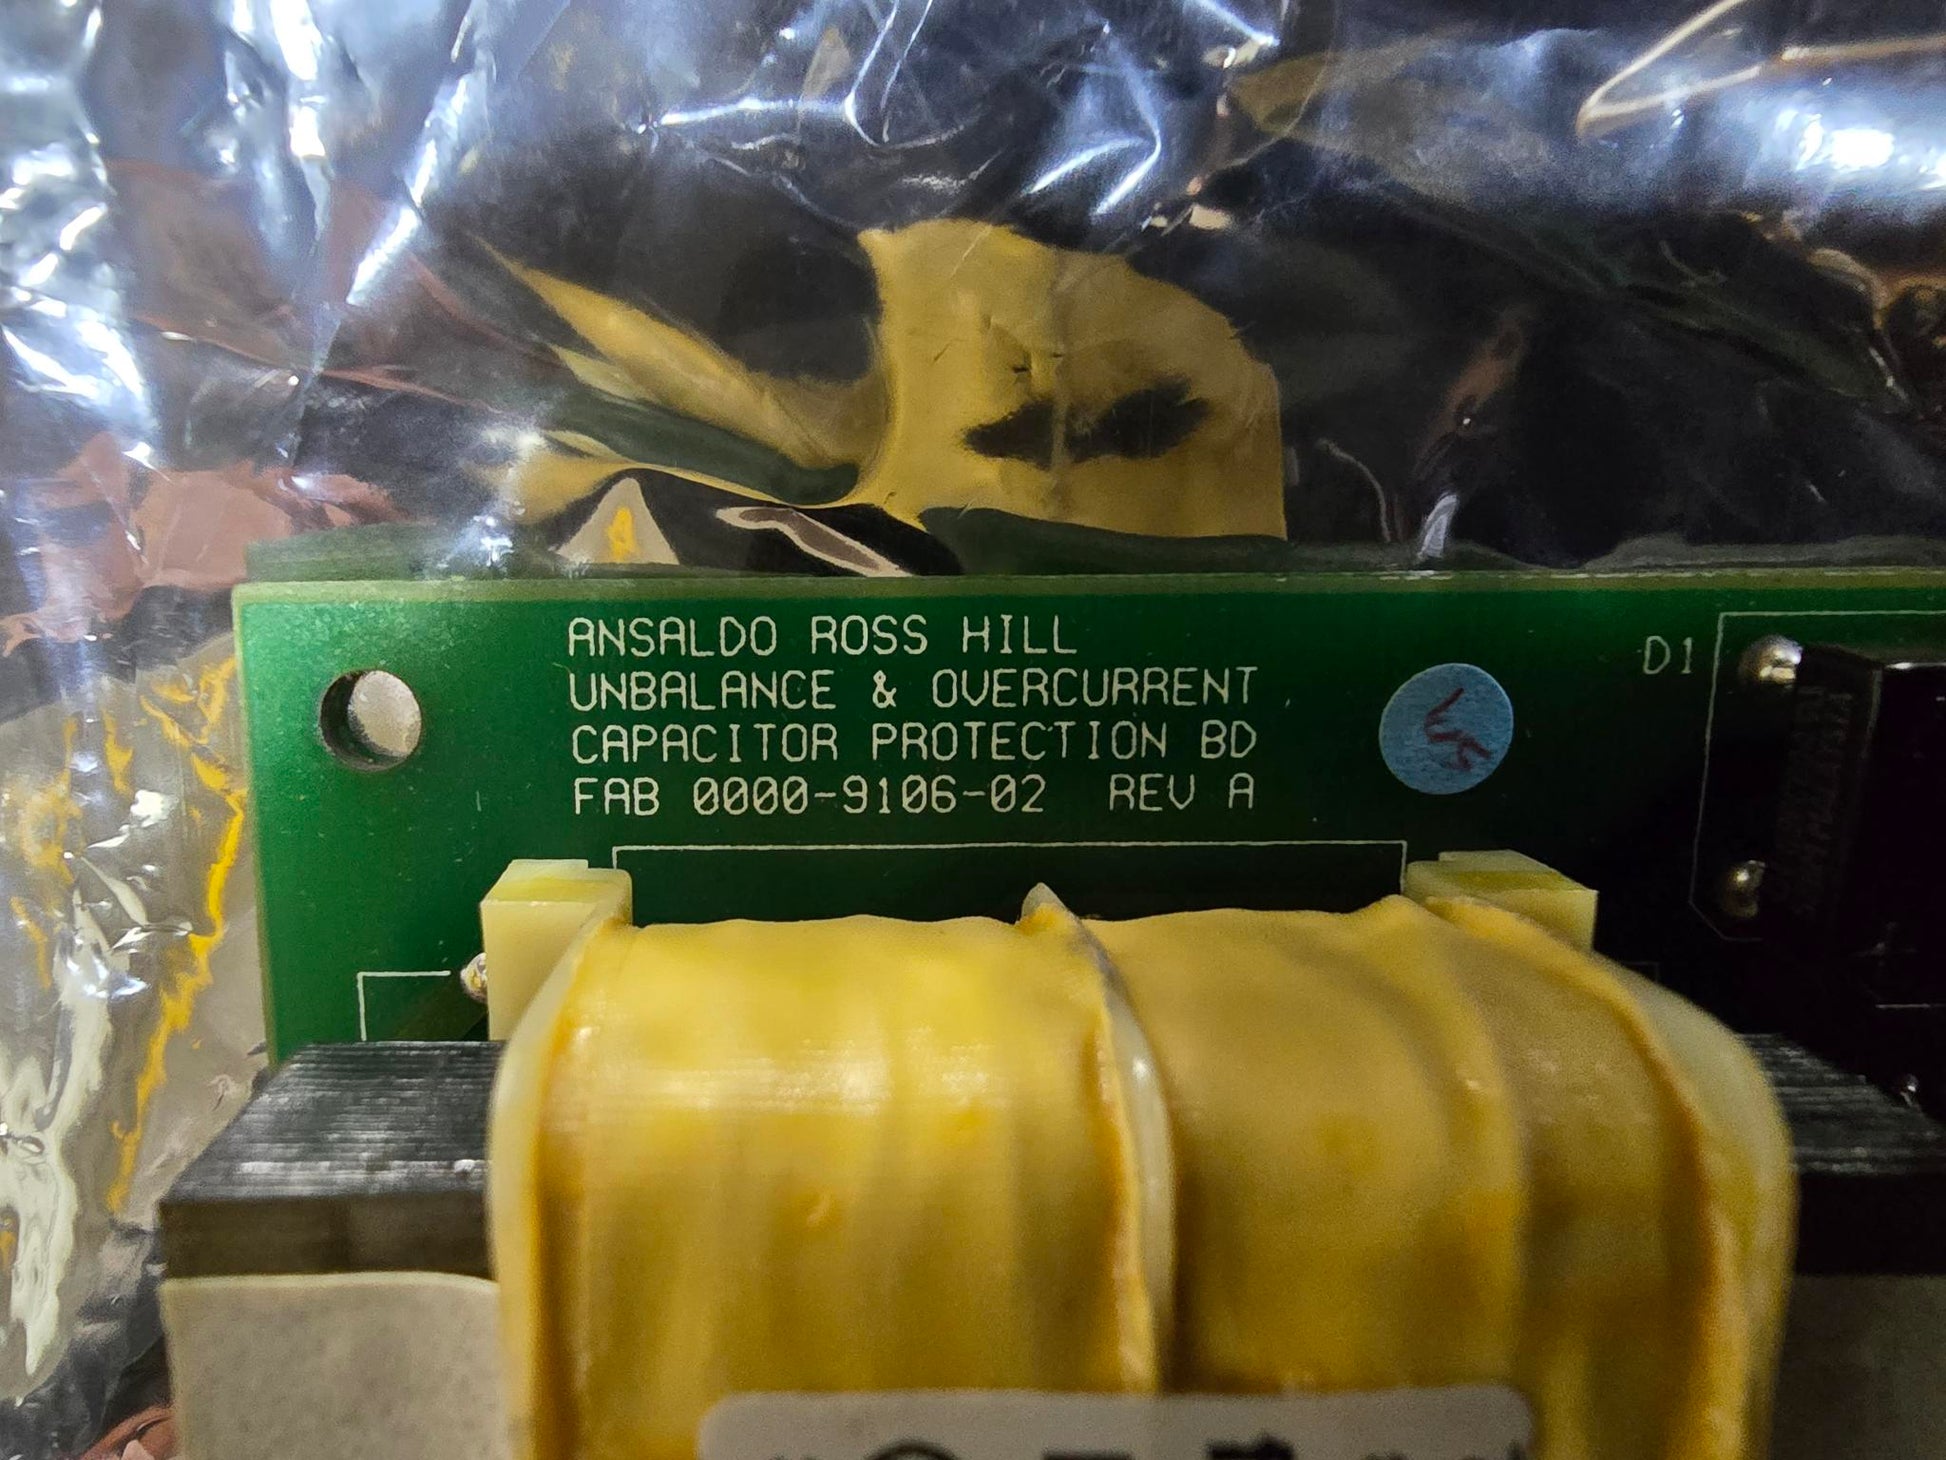 ANSALDO ROSS HILL
UNBALANCE & OVERCURRENT
CAPACITOR PROTECTION BD
FAB 0000-9106-02 REV A
D1